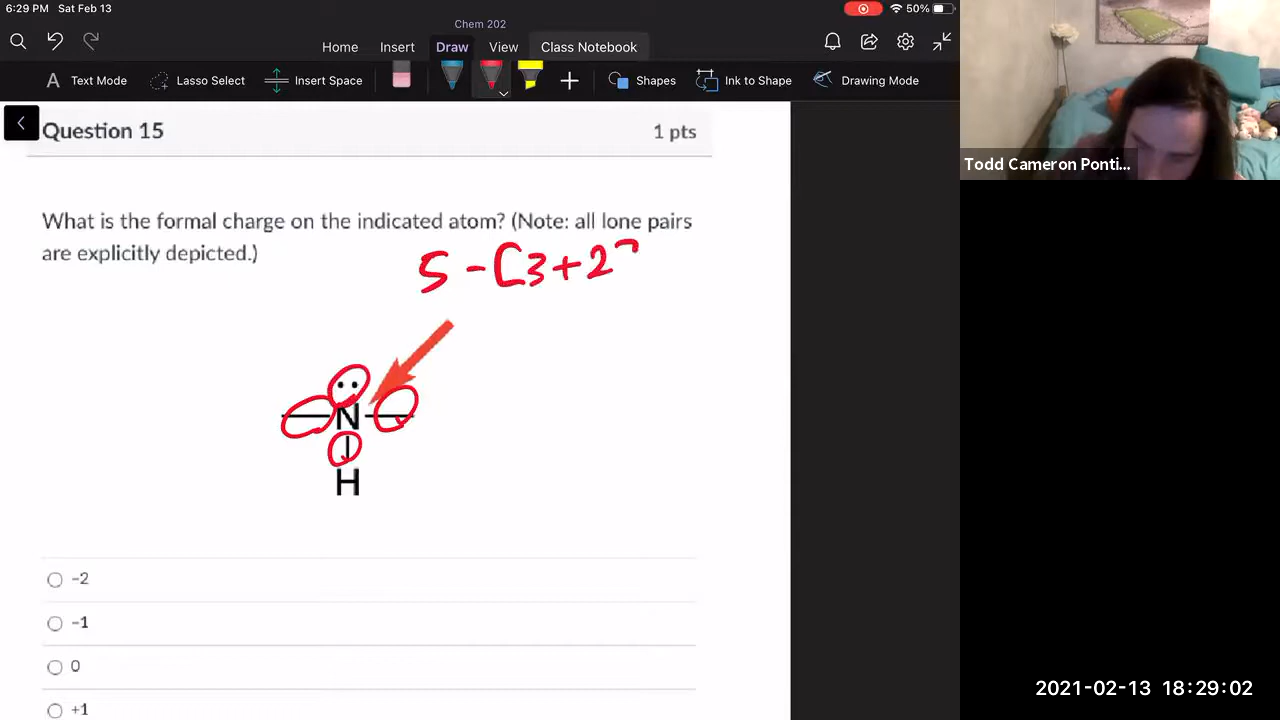 6:29 PM Sat Feb 13
50%
Chem 202
Home Insert Draw View Class Notebook
Text Mode Lasso Select Insert Space Shapes Ink to Shape Drawing Mode
Question 15 1 pts
What is the formal charge on the indicated atom? (Note: all lone pairs
are explicitly depicted.)
5 - [3+2
N
H
-2
-1
0
+1
Todd Cameron Ponti...
2021-02-13 18:29:02